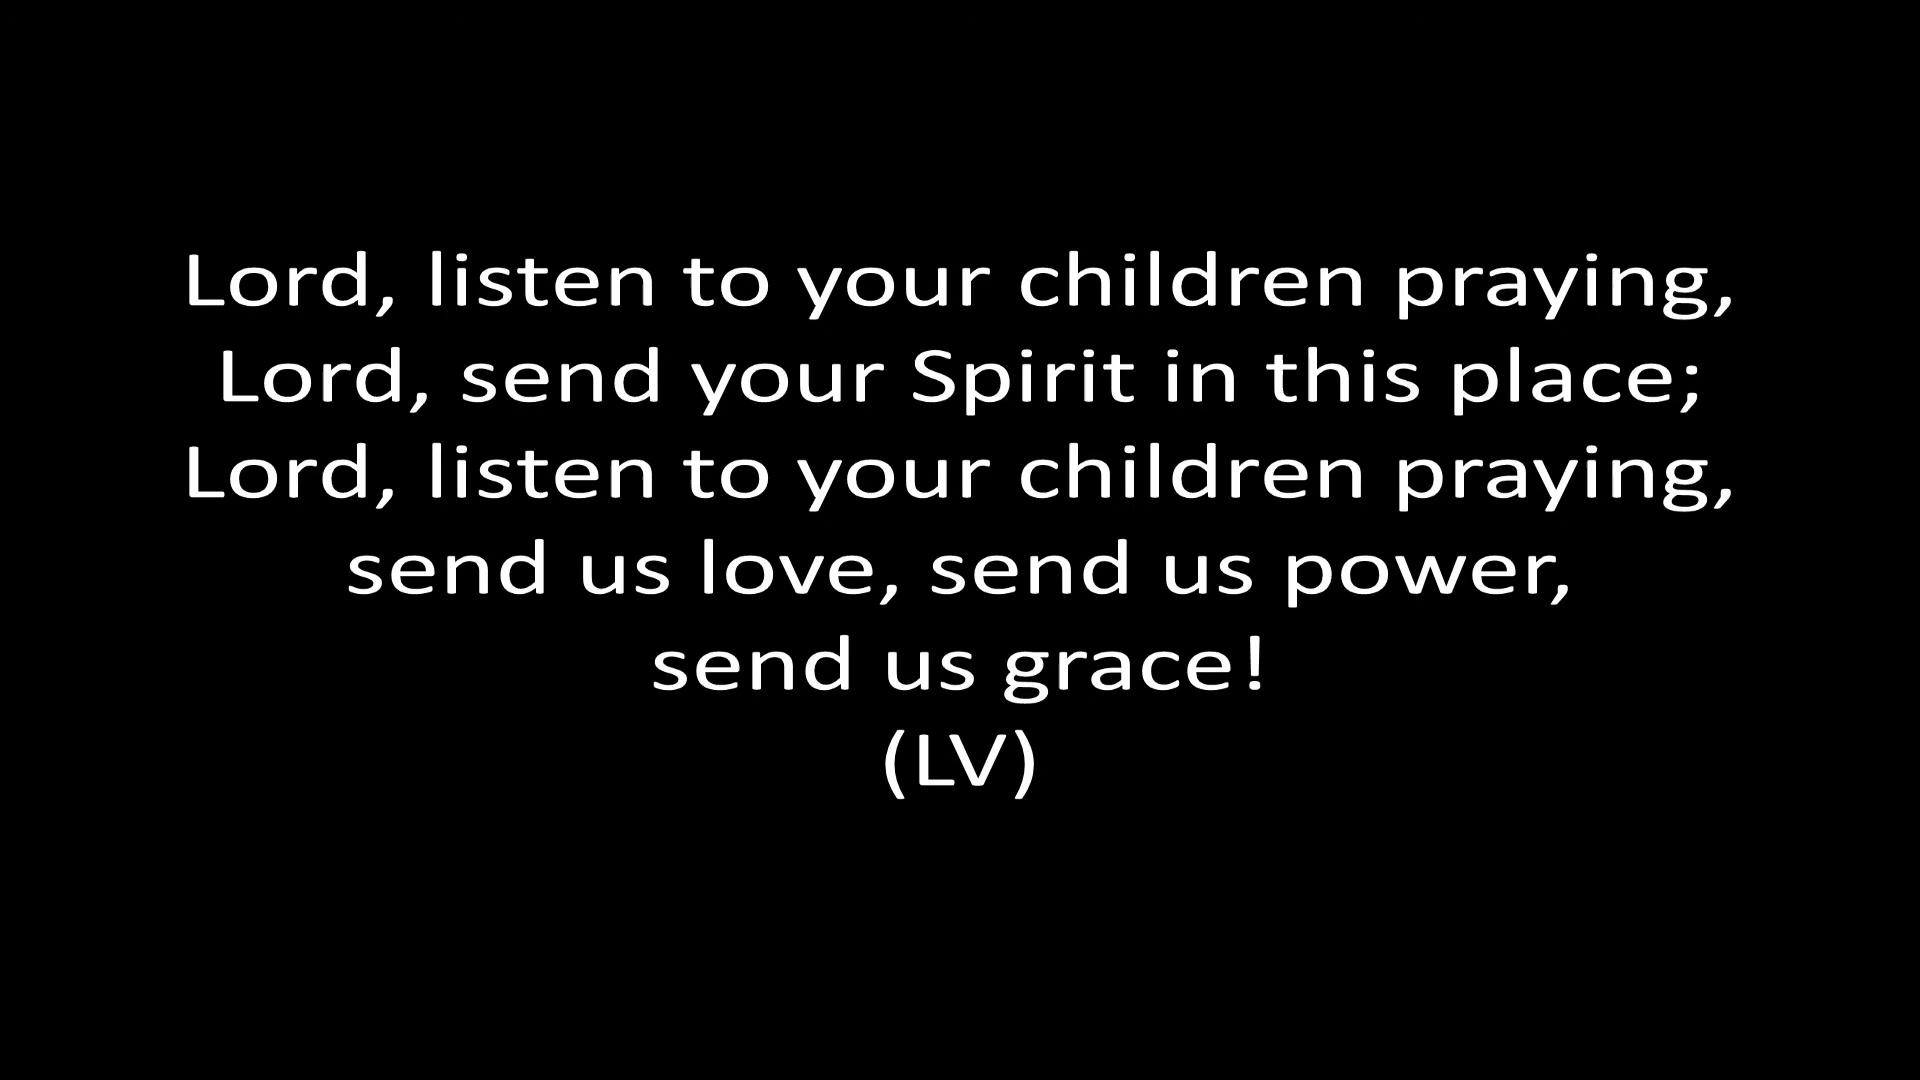 Lord, listen to your children praying,
Lord, send your Spirit in this place;
Lord, listen to your children praying,
send us love, send us power,
send us grace!
(LV)